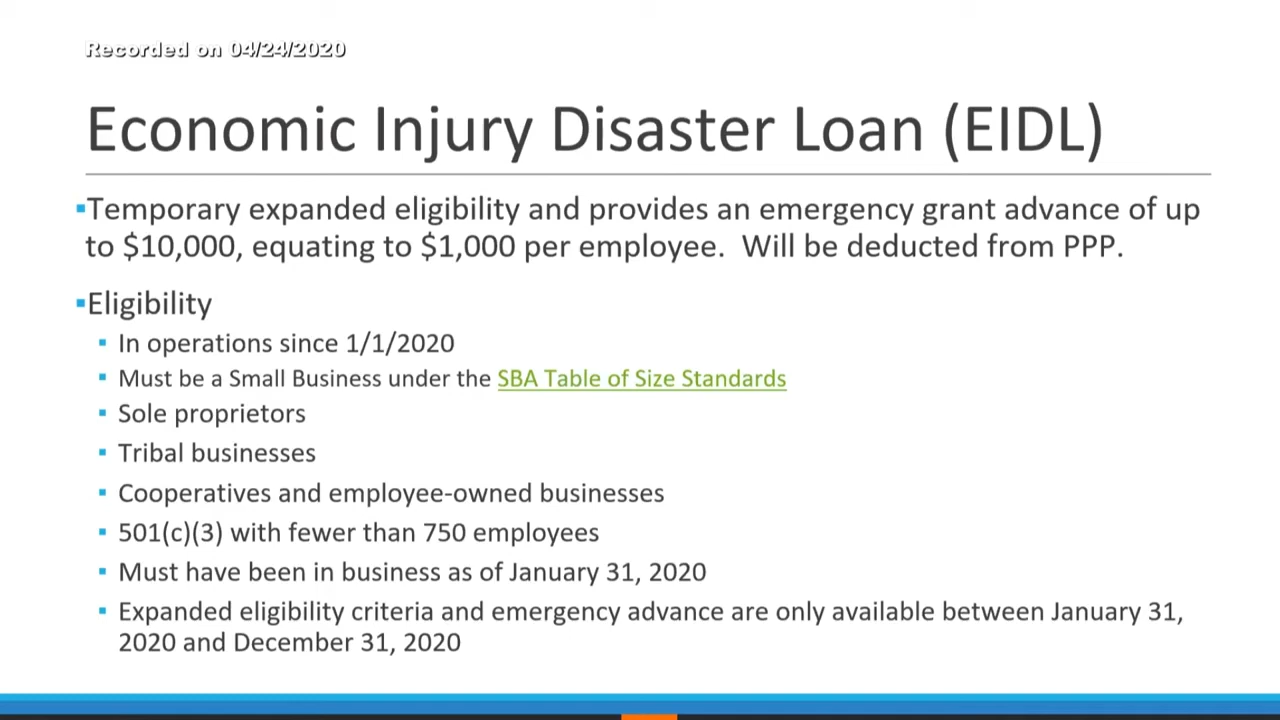 Recorded on 04/24/2020
Economic Injury Disaster Loan (EIDL)
▪Temporary expanded eligibility and provides an emergency grant advance of up
to $10,000, equating to $1,000 per employee.  Will be deducted from PPP.
▪Eligibility
▪ In operations since 1/1/2020
▪ Must be a Small Business under the SBA Table of Size Standards
▪ Sole proprietors
▪ Tribal businesses
▪ Cooperatives and employee-owned businesses
▪ 501(c)(3) with fewer than 750 employees
▪ Must have been in business as of January 31, 2020
▪ Expanded eligibility criteria and emergency advance are only available between January 31,
2020 and December 31, 2020